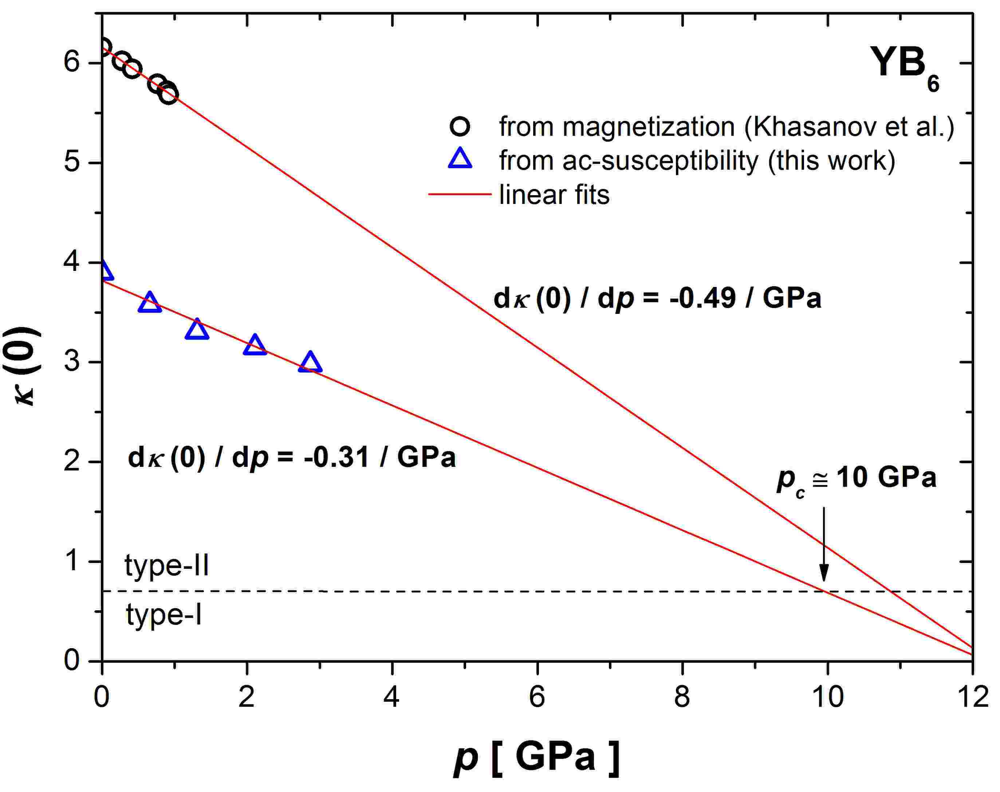 YB6
6
5
4
3
2
1
0
κ (0)
from magnetization (Khasanov et al.)
from ac-susceptibility (this work)
linear fits
dκ (0) / dp = -0.49 / GPa
dκ (0) / dp = -0.31 / GPa
pc ≅ 10 GPa
type-II
type-I
0 2 4 6 8 10 12
p [ GPa ]